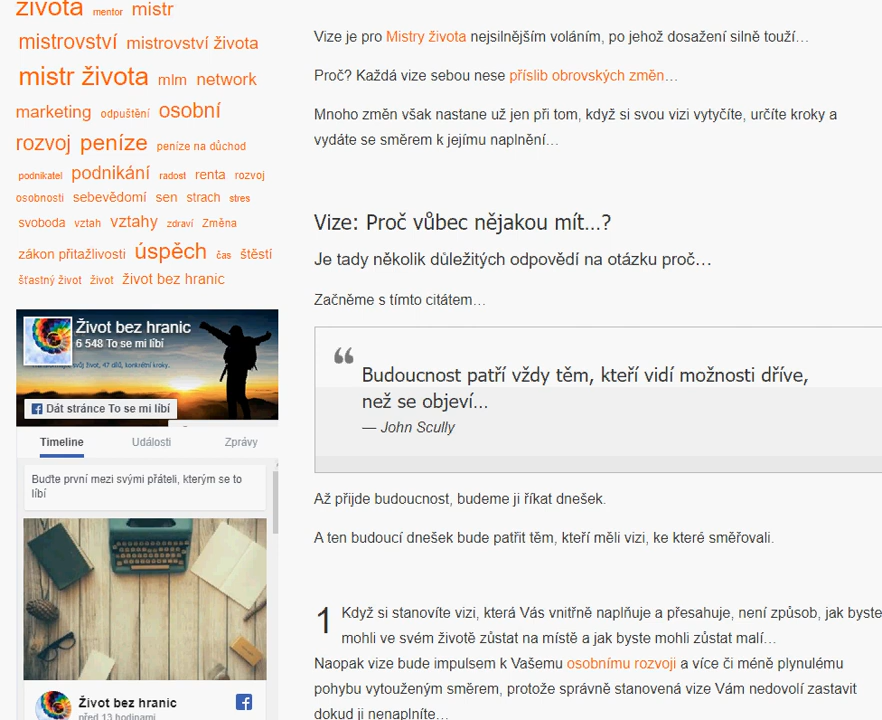 života mentor mistr
mistrovství mistrovství života
mistr života mlm network
marketing odpuštění osobní
rozvoj peníze peníze na důchod
podnikatel podnikání radost renta rozvoj
osobnosti sebevědomí sen strach stres
svoboda vztah vztahy zdraví Změna
zákon přitažlivosti úspěch čas štěstí
šťastný život život život bez hranic
Život bez hranic
6 548 To se mi líbí
svůj život, 47 dílů, konkrétní kroky.
Dát stránce To se mi líbí
Timeline Události Zprávy
Buďte první mezi svými přáteli, kterým se to
líbí
Život bez hranic
před 13 hodinami
Vize je pro Mistry života nejsilnějším voláním, po jehož dosažení silně touží…
Proč? Každá vize sebou nese příslib obrovských změn…
Mnoho změn však nastane už jen při tom, když si svou vizi vytyčíte, určíte kroky a
vydáte se směrem k jejímu naplnění…
Vize: Proč vůbec nějakou mít…?
Je tady několik důležitých odpovědí na otázku proč…
Začněme s tímto citátem…
“ Budoucnost patří vždy těm, kteří vidí možnosti dříve,
než se objeví…
— John Scully
Až přijde budoucnost, budeme ji říkat dnešek.
A ten budoucí dnešek bude patřit těm, kteří měli vizi, ke které směřovali.
1 Když si stanovíte vizi, která Vás vnitřně naplňuje a přesahuje, není způsob, jak byste
mohli ve svém životě zůstat na místě a jak byste mohli zůstat malí…
Naopak vize bude impulsem k Vašemu osobnímu rozvoji a více či méně plynulému
pohybu vytouženým směrem, protože správně stanovená vize Vám nedovolí zastavit
dokud ji nenaplníte…